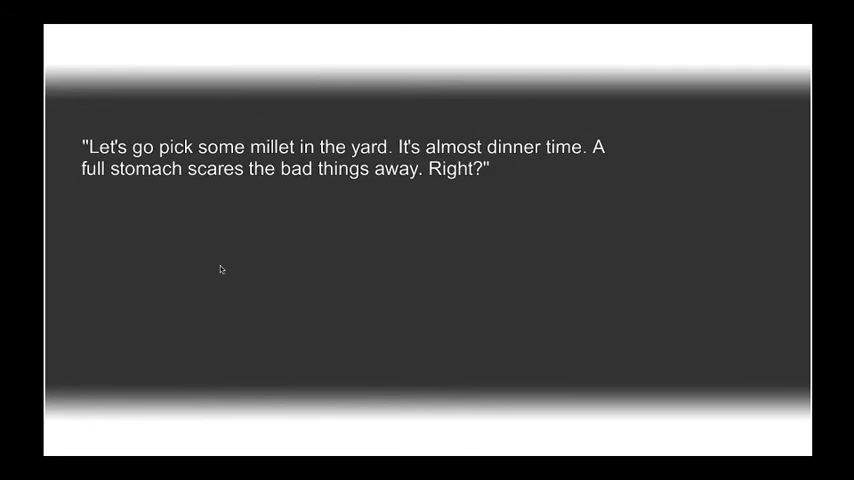 "Let's go pick some millet in the yard. It's almost dinner time. A
full stomach scares the bad things away. Right?"